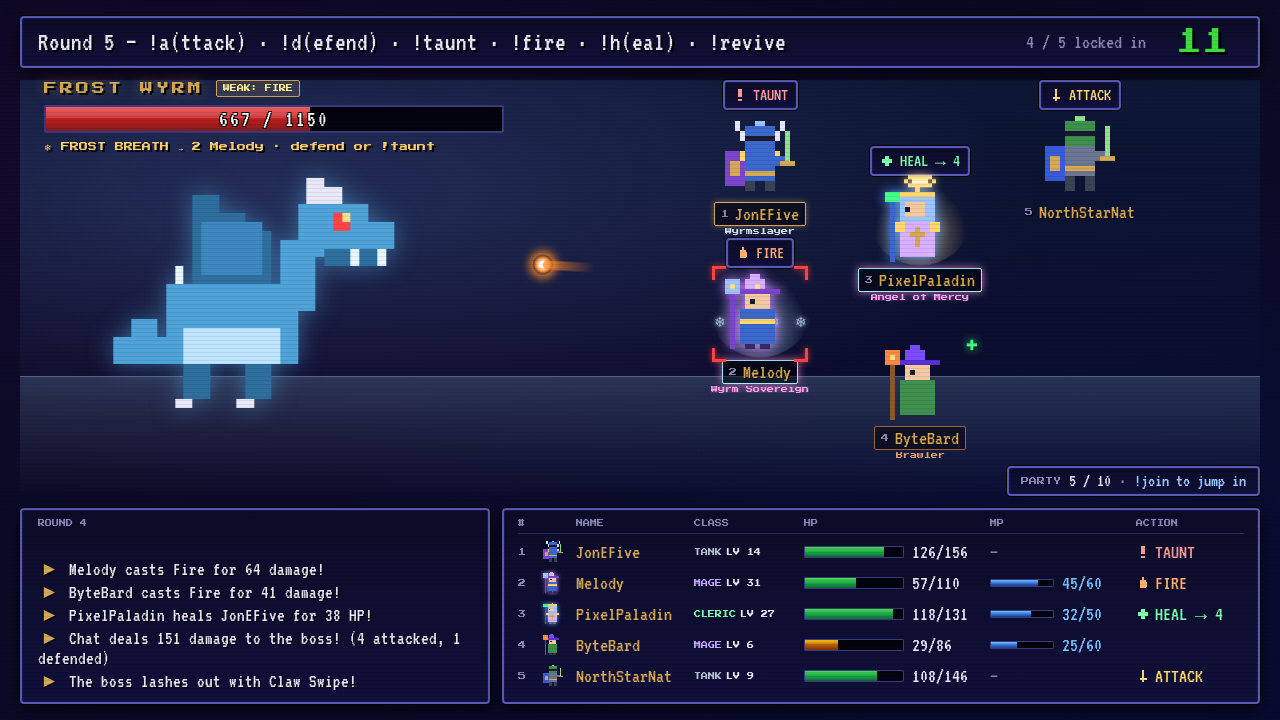 Round 5 - !a(ttack) · !d(efend) · !taunt · !fire · !h(eal) · !revive
4 / 5 locked in
11
FROST WYRM
WEAK: FIRE
667 / 1150
❄ FROST BREATH → 2 Melody · defend or !taunt
TAUNT
1 JonEFive
Wyrmslayer
FIRE
2 Melody
Wyrm Sovereign
HEAL → 4
3 PixelPaladin
Angel of Mercy
4 ByteBard
Brawler
ATTACK
5 NorthStarNat
PARTY 5 / 10 · !join to jump in
ROUND 4
▶ Melody casts Fire for 64 damage!
▶ ByteBard casts Fire for 41 damage!
▶ PixelPaladin heals JonEFive for 38 HP!
▶ Chat deals 151 damage to the boss! (4 attacked, 1
defended)
▶ The boss lashes out with Claw Swipe!
# NAME CLASS HP MP ACTION
1 JonEFive TANK LV 14 126/156 – TAUNT
2 Melody MAGE LV 31 57/110 45/60 FIRE
3 PixelPaladin CLERIC LV 27 118/131 32/50 HEAL → 4
4 ByteBard MAGE LV 6 29/86 25/60
5 NorthStarNat TANK LV 9 108/146 – ATTACK